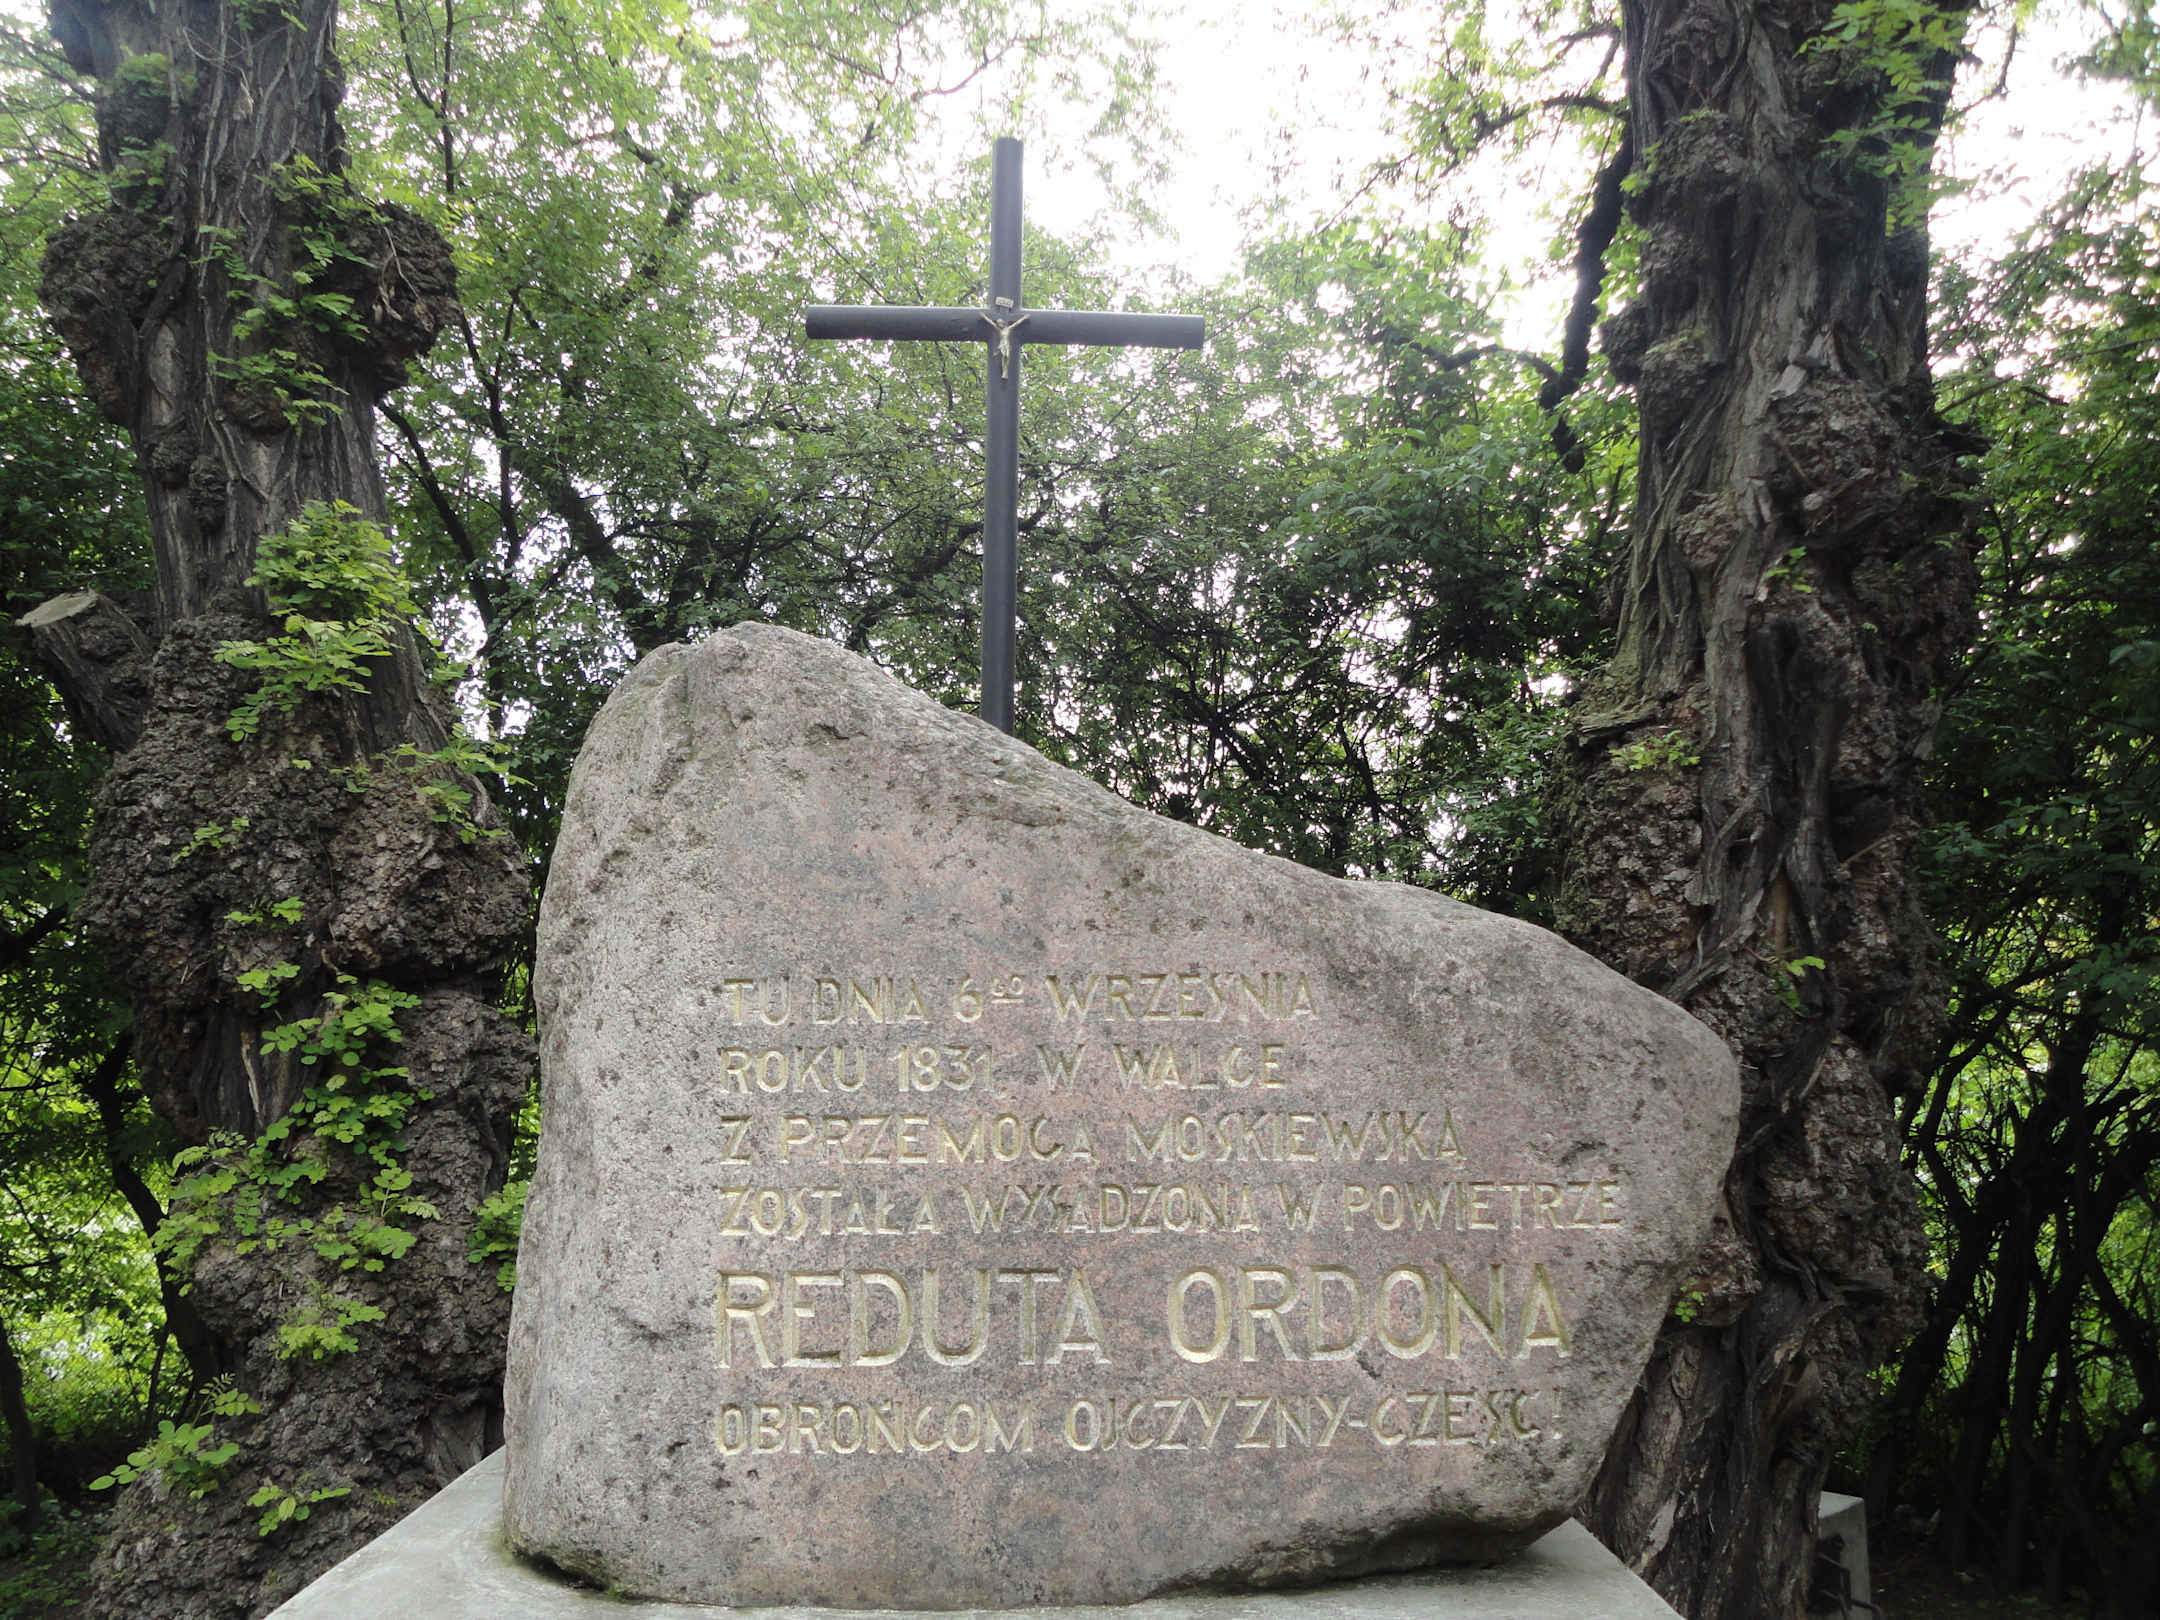 TU DNIA 6GO WRZEŚNIA
ROKU 1831 W WALCE
Z PRZEMOCĄ MOSKIEWSKĄ
ZOSTAŁA WYSADZONA W POWIETRZE
REDUTA ORDONA
OBROŃCOM OJCZYZNY-CZEŚĆ!